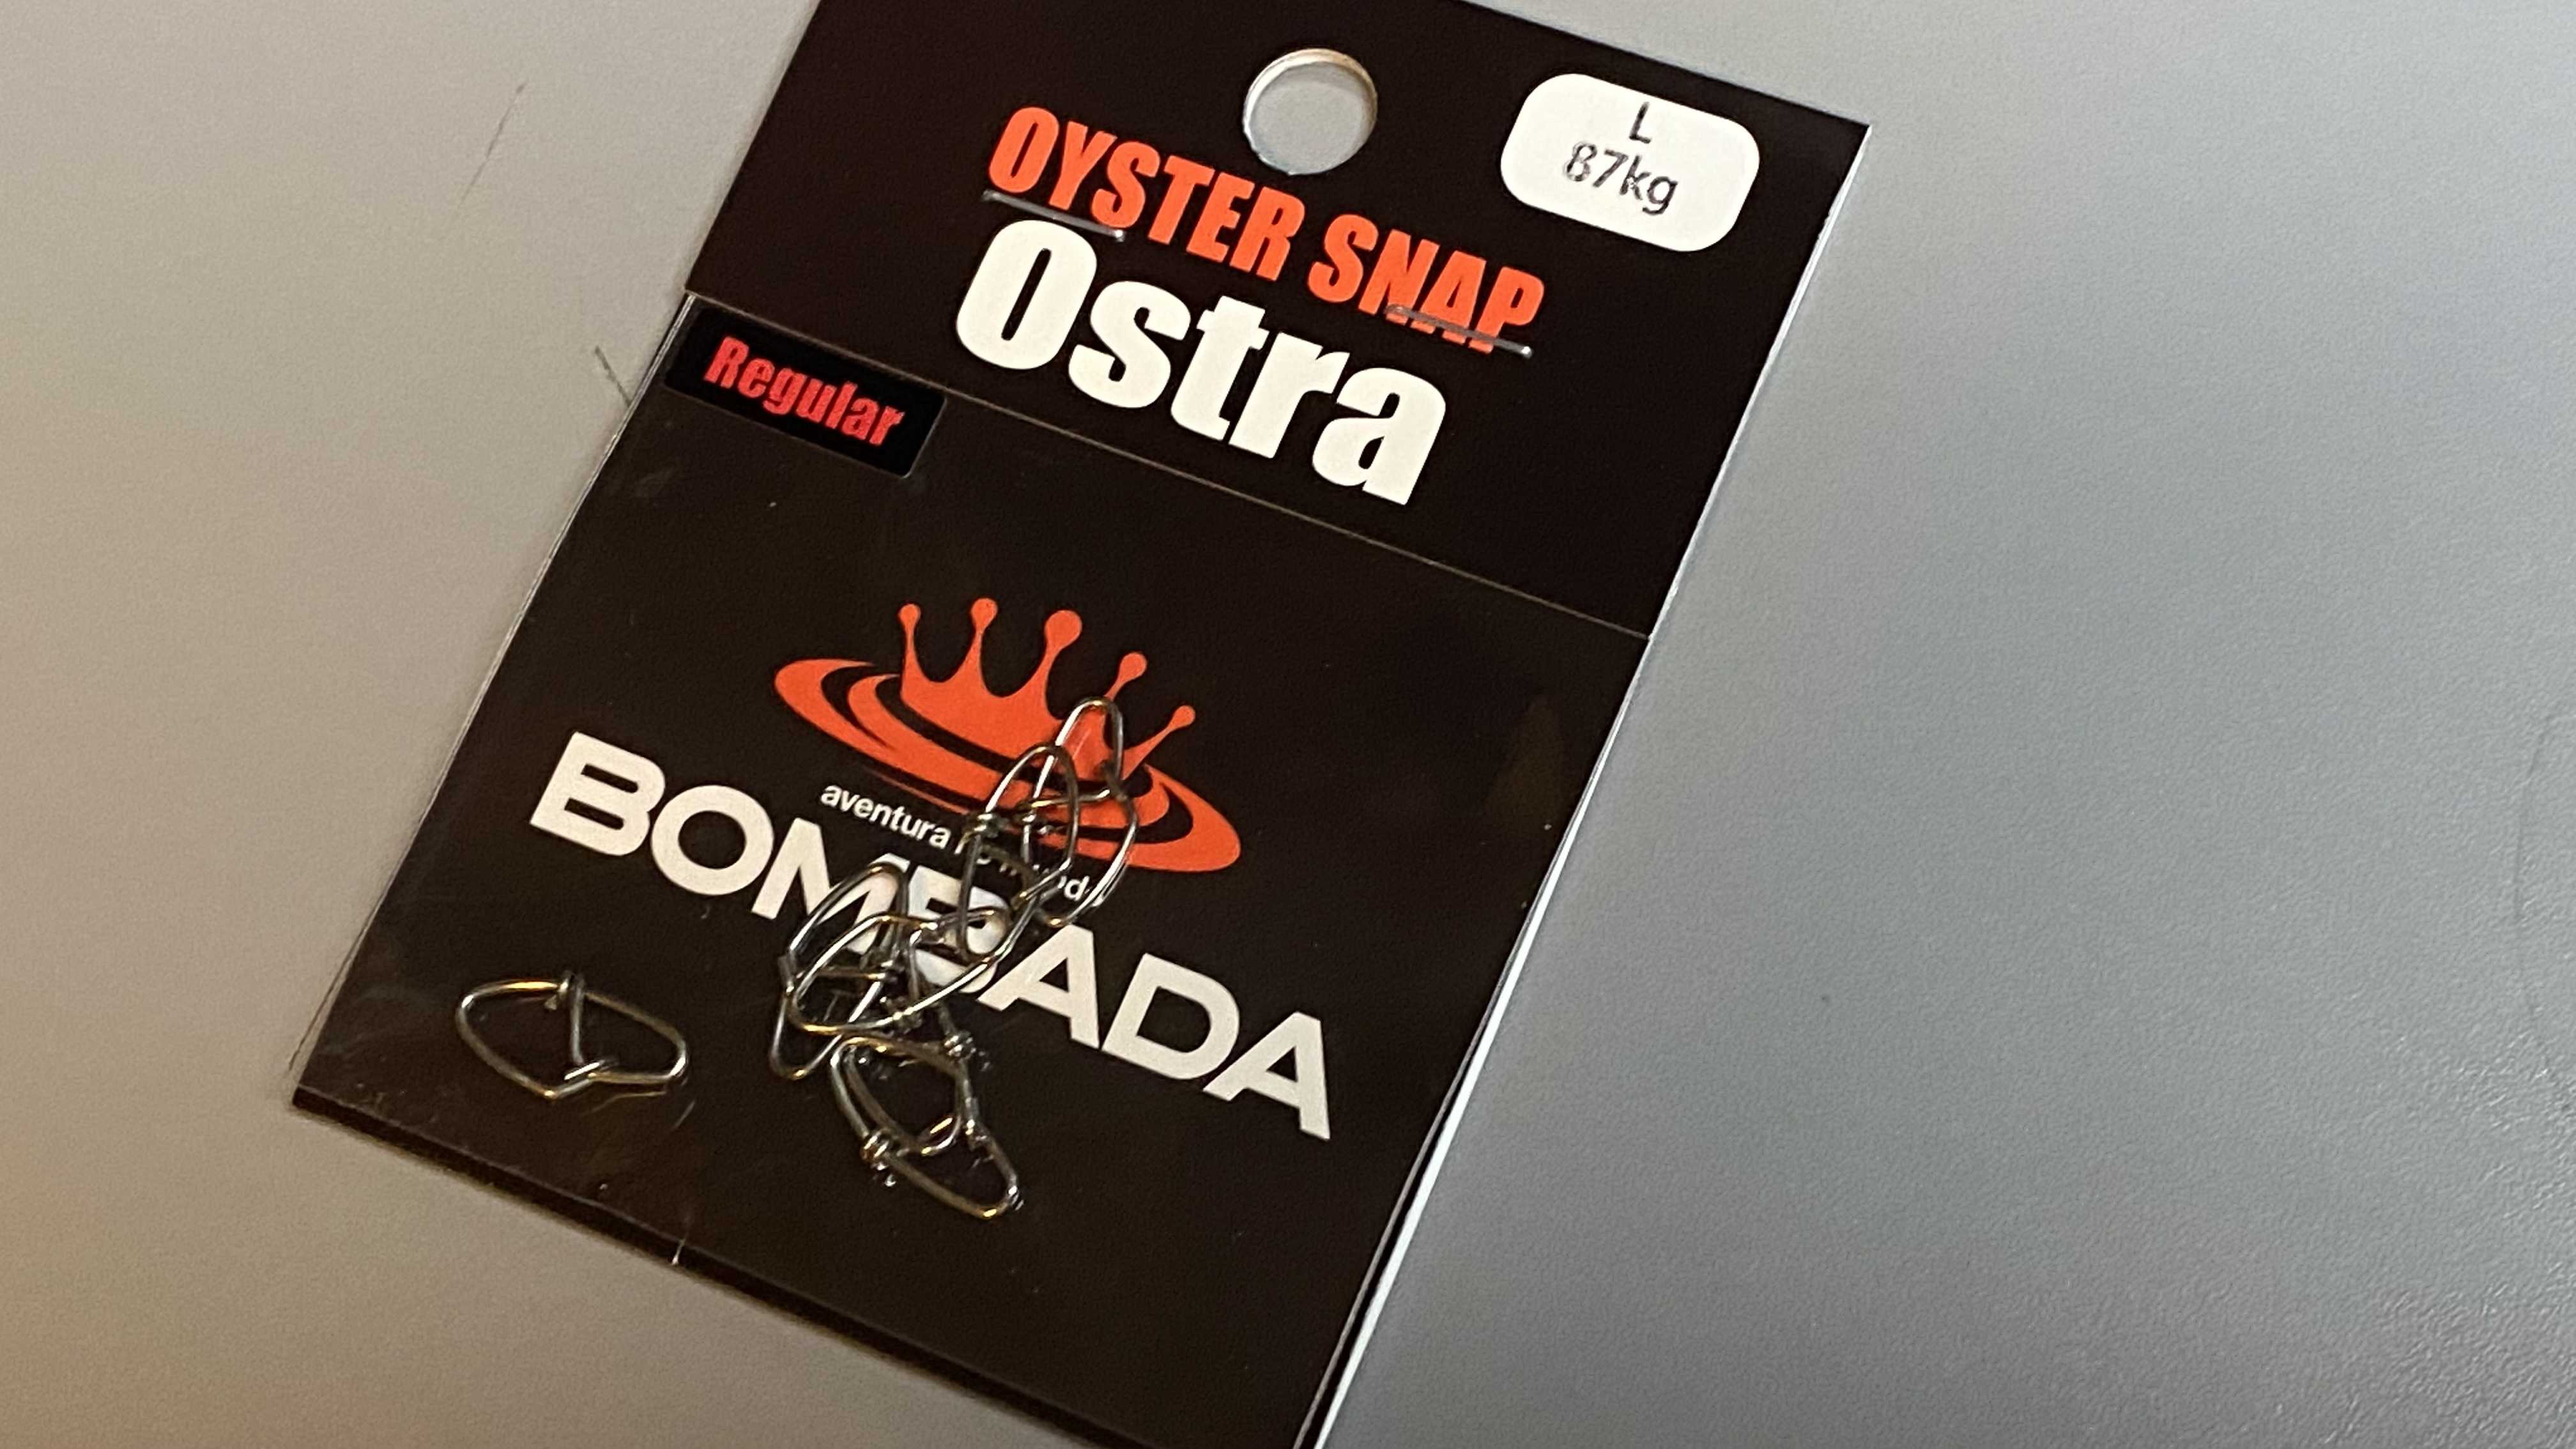 L
87kg
OYSTER SNAP
Ostra
Regular
aventura
BOMBADA